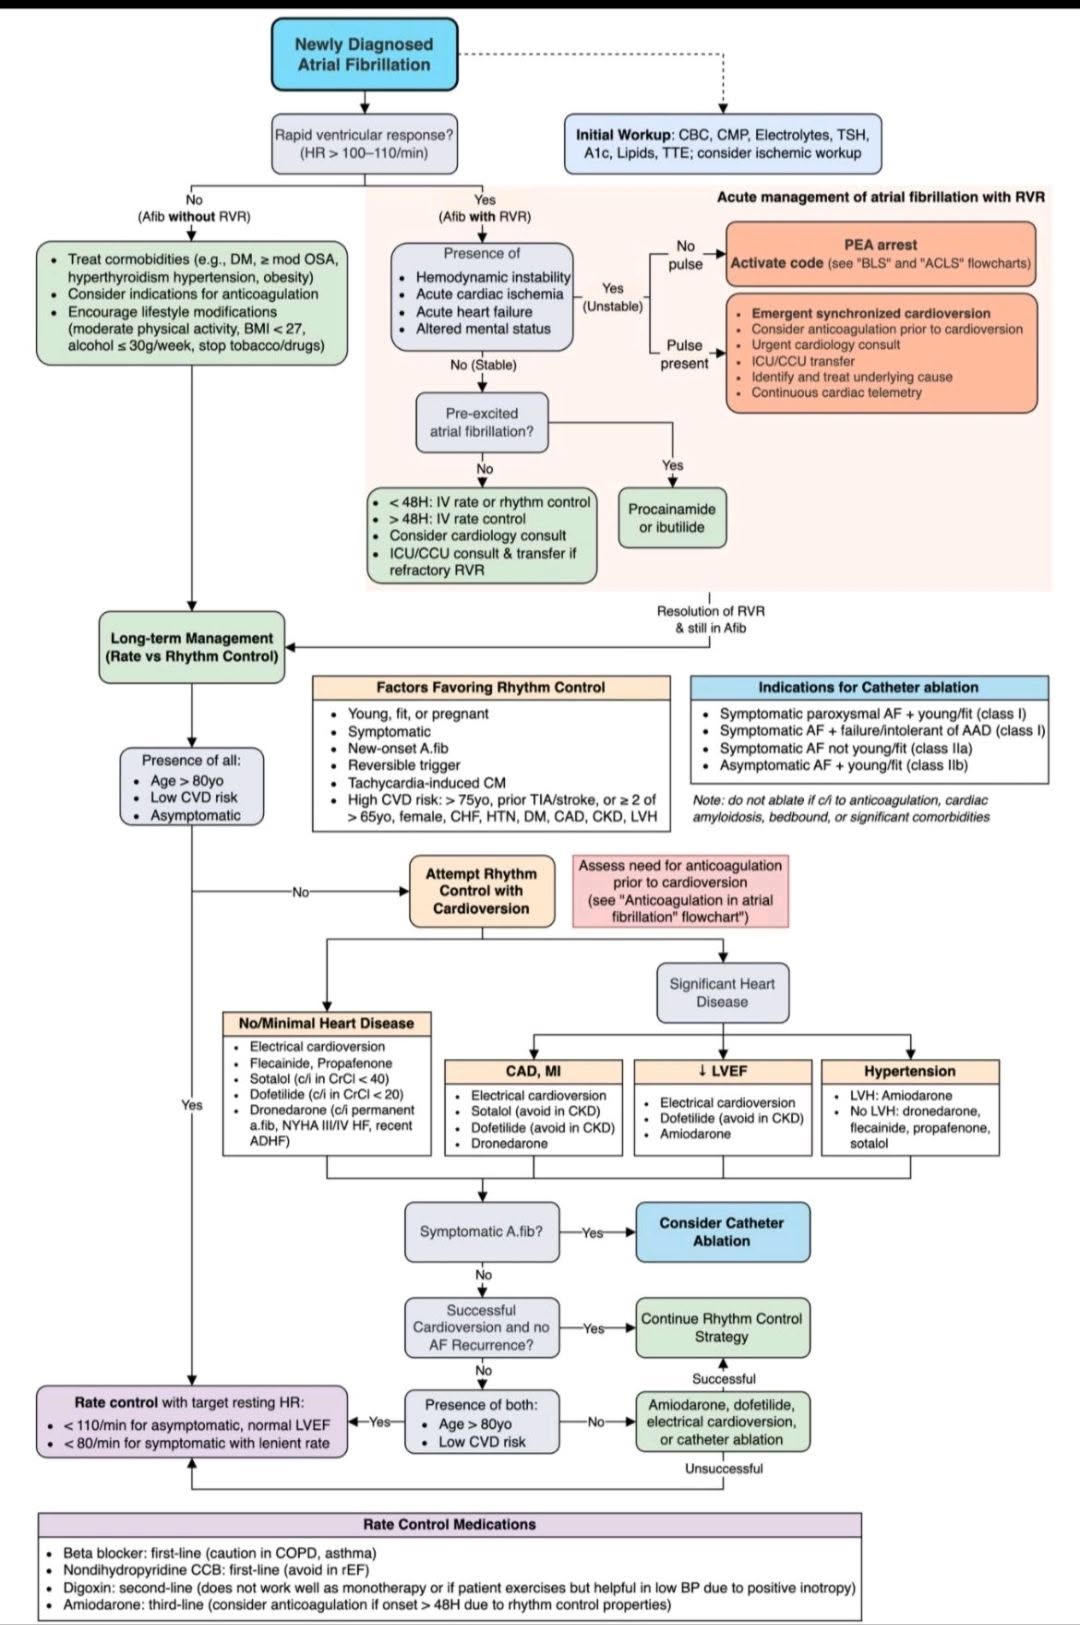 Newly Diagnosed
Atrial Fibrillation
Rapid ventricular response?
(HR > 100–110/min)
Initial Workup: CBC, CMP, Electrolytes, TSH,
A1c, Lipids, TTE; consider ischemic workup
No
(Afib without RVR)
Yes
(Afib with RVR)
Acute management of atrial fibrillation with RVR
• Treat cormobidities (e.g., DM, ≥ mod OSA,
hyperthyroidism hypertension, obesity)
• Consider indications for anticoagulation
• Encourage lifestyle modifications
(moderate physical activity, BMI < 27,
alcohol ≤ 30g/week, stop tobacco/drugs)
Presence of
• Hemodynamic instability
• Acute cardiac ischemia
• Acute heart failure
• Altered mental status
Yes
(Unstable)
No
pulse
PEA arrest
Activate code (see "BLS" and "ACLS" flowcharts)
Pulse
present
• Emergent synchronized cardioversion
• Consider anticoagulation prior to cardioversion
• Urgent cardiology consult
• ICU/CCU transfer
• Identify and treat underlying cause
• Continuous cardiac telemetry
No (Stable)
Pre-excited
atrial fibrillation?
No
Yes
• < 48H: IV rate or rhythm control
• > 48H: IV rate control
• Consider cardiology consult
• ICU/CCU consult & transfer if
refractory RVR
Procainamide
or ibutilide
Resolution of RVR
& still in Afib
Long-term Management
(Rate vs Rhythm Control)
Factors Favoring Rhythm Control
• Young, fit, or pregnant
• Symptomatic
• New-onset A.fib
• Reversible trigger
• Tachycardia-induced CM
• High CVD risk: > 75yo, prior TIA/stroke, or ≥ 2 of
> 65yo, female, CHF, HTN, DM, CAD, CKD, LVH
Indications for Catheter ablation
• Symptomatic paroxysmal AF + young/fit (class I)
• Symptomatic AF + failure/intolerant of AAD (class I)
• Symptomatic AF not young/fit (class IIa)
• Asymptomatic AF + young/fit (class IIb)
Note: do not ablate if c/i to anticoagulation, cardiac
amyloidosis, bedbound, or significant comorbidities
Presence of all:
• Age > 80yo
• Low CVD risk
• Asymptomatic
No
Attempt Rhythm
Control with
Cardioversion
Assess need for anticoagulation
prior to cardioversion
(see "Anticoagulation in atrial
fibrillation" flowchart")
Significant Heart
Disease
No/Minimal Heart Disease
• Electrical cardioversion
• Flecainide, Propafenone
• Sotalol (c/i in CrCl < 40)
• Dofetilide (c/i in CrCl < 20)
• Dronedarone (c/i permanent
a.fib, NYHA III/IV HF, recent
ADHF)
CAD, MI
• Electrical cardioversion
• Sotalol (avoid in CKD)
• Dofetilide (avoid in CKD)
• Dronedarone
↓ LVEF
• Electrical cardioversion
• Dofetilide (avoid in CKD)
• Amiodarone
Hypertension
• LVH: Amiodarone
• No LVH: dronedarone,
flecainide, propafenone,
sotalol
Yes
Symptomatic A.fib?
Yes
Consider Catheter
Ablation
No
Successful
Cardioversion and no
AF Recurrence?
Yes
Continue Rhythm Control
Strategy
No
Successful
Rate control with target resting HR:
• < 110/min for asymptomatic, normal LVEF
• < 80/min for symptomatic with lenient rate
Yes
Presence of both:
• Age > 80yo
• Low CVD risk
No
Amiodarone, dofetilide,
electrical cardioversion,
or catheter ablation
Unsuccessful
Rate Control Medications
• Beta blocker: first-line (caution in COPD, asthma)
• Nondihydropyridine CCB: first-line (avoid in rEF)
• Digoxin: second-line (does not work well as monotherapy or if patient exercises but helpful in low BP due to positive inotropy)
• Amiodarone: third-line (consider anticoagulation if onset > 48H due to rhythm control properties)